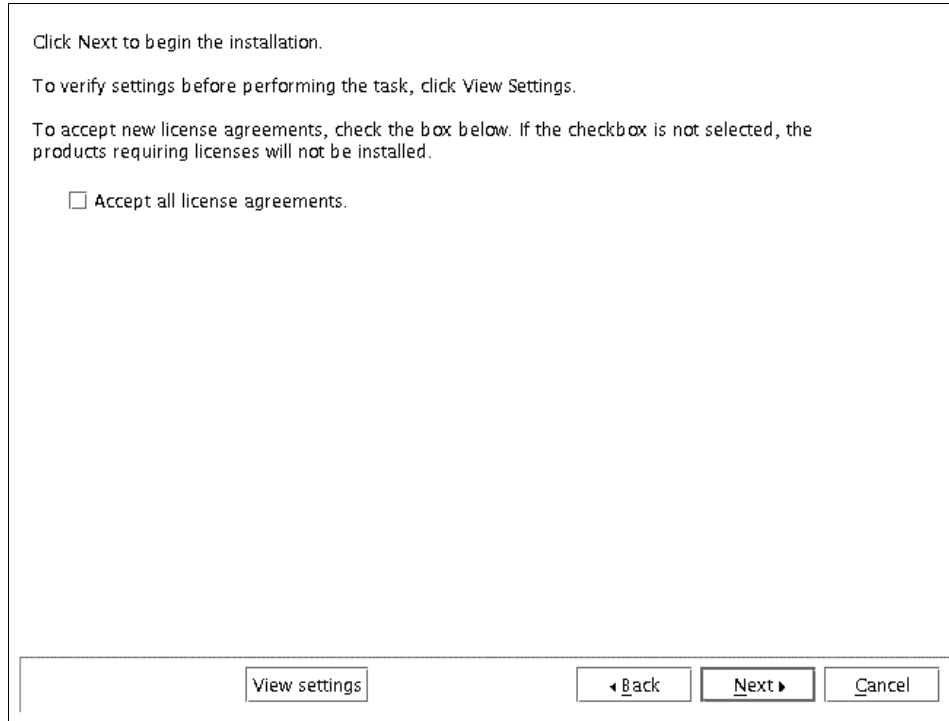 Click Next to begin the installation.
To verify settings before performing the task, click View Settings.
To accept new license agreements, check the box below. If the checkbox is not selected, the
products requiring licenses will not be installed.
Accept all license agreements.
View settings
Back
Next
Cancel